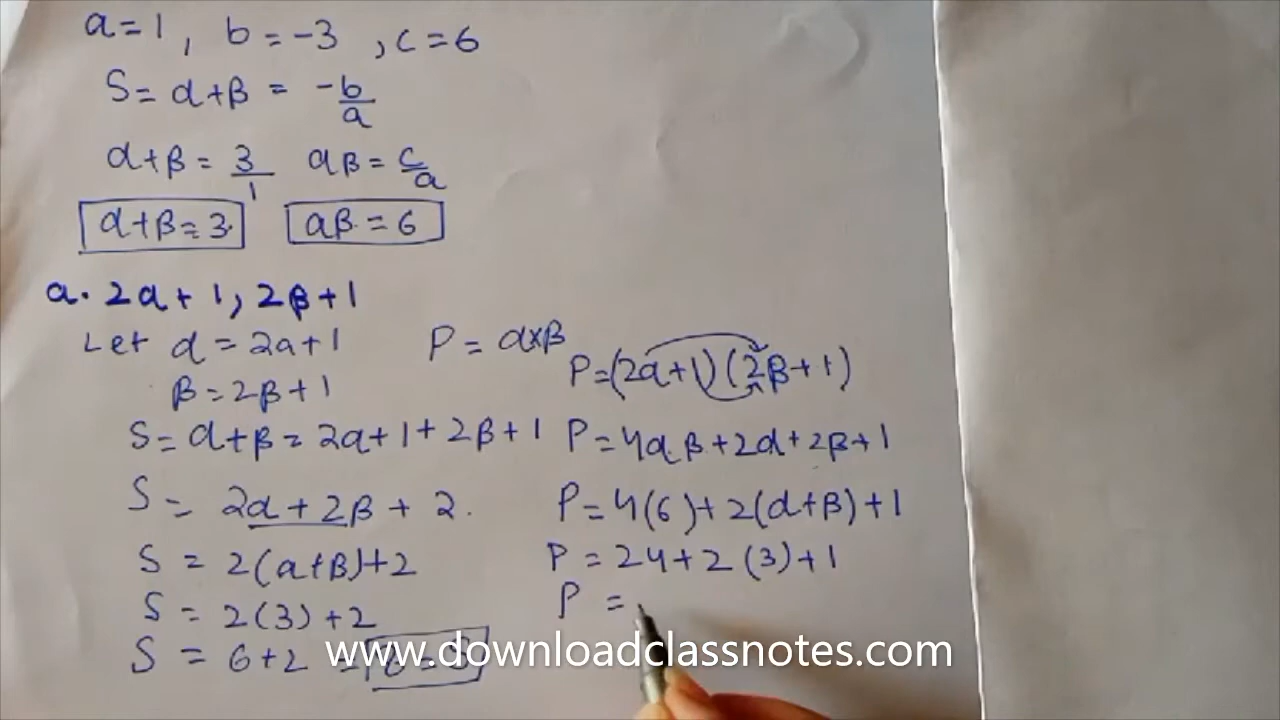 a=1, b=-3, c=6
S= α+β = -b/a
α+β = 3/1 αβ = c/a
α+β=3 αβ = 6
a. 2α+1, 2β+1
Let α = 2α+1
β = 2β+1
S= α+β = 2α+1+2β+1
S= 2α+2β+2.
S = 2(α+β)+2
S = 2(3)+2
S = 6+2
P = α×β
P=(2α+1)(2β+1)
P=4αβ+2α+2β+1
P=4(6)+2(α+β)+1
P = 24+2(3)+1
P =
www.downloadclassnotes.com